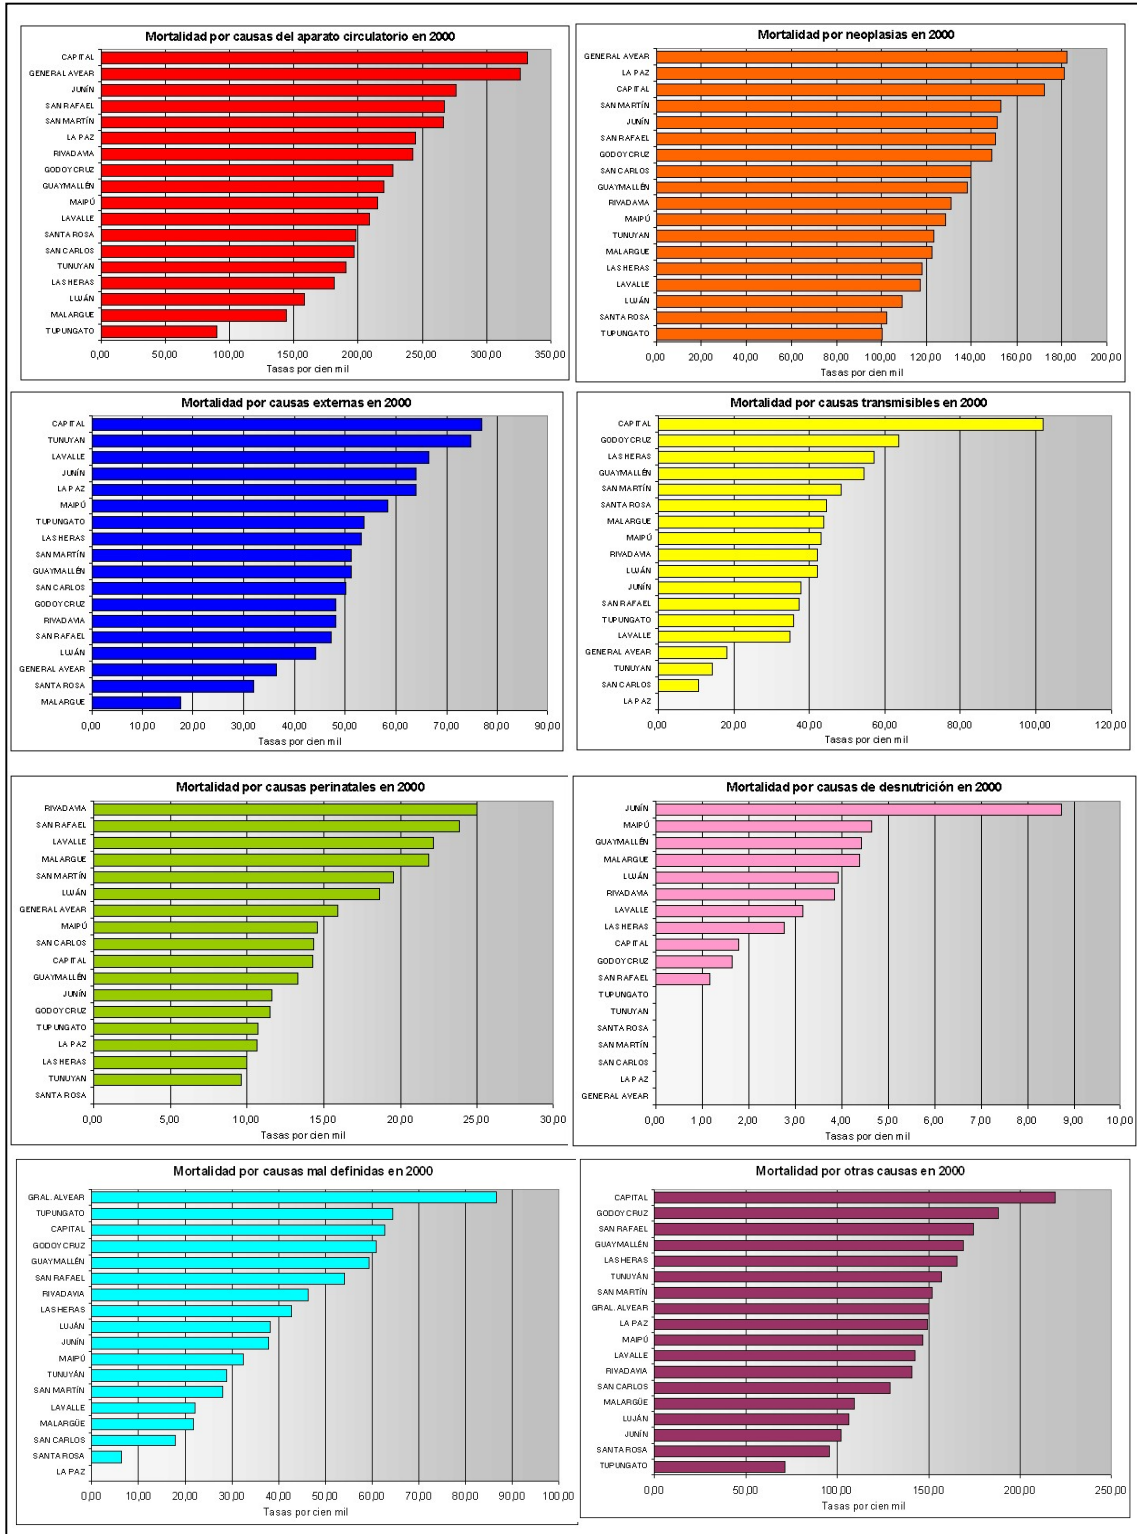 Mortalidad por causas del aparato circulatorio en 2000
CAPITAL
GENERAL AVEAR
JUNÍN
SAN RAFAEL
SAN MARTÍN
LA PAZ
RIVADAVIA
GODOY CRUZ
GUAYMALLÉN
MAIPÚ
LAVALLE
SANTA ROSA
SAN CARLOS
TUNUYAN
LAS HERAS
LUJÁN
MALARGUE
TUPUNGATO
0,00 50,00 100,00 150,00 200,00 250,00 300,00 350,00
Tasas por cien mil
Mortalidad por neoplasias en 2000
GENERAL AVEAR
LA PAZ
CAPITAL
SAN MARTÍN
JUNÍN
SAN RAFAEL
GODOY CRUZ
SAN CARLOS
GUAYMALLÉN
RIVADAVIA
MAIPÚ
TUNUYAN
MALARGUE
LAS HERAS
LAVALLE
LUJÁN
SANTA ROSA
TUPUNGATO
0,00 20,00 40,00 60,00 80,00 100,00 120,00 140,00 160,00 180,00 200,00
Tasas por cien mil
Mortalidad por causas externas en 2000
CAPITAL
TUNUYAN
LAVALLE
JUNÍN
LA PAZ
MAIPÚ
TUPUNGATO
LAS HERAS
SAN MARTÍN
GUAYMALLÉN
SAN CARLOS
GODOY CRUZ
RIVADAVIA
SAN RAFAEL
LUJÁN
GENERAL AVEAR
SANTA ROSA
MALARGUE
0,00 10,00 20,00 30,00 40,00 50,00 60,00 70,00 80,00 90,00
Tasas por cien mil
Mortalidad por causas transmisibles en 2000
CAPITAL
GODOY CRUZ
LAS HERAS
GUAYMALLÉN
SAN MARTÍN
SANTA ROSA
MALARGUE
MAIPÚ
RIVADAVIA
LUJÁN
JUNÍN
SAN RAFAEL
TUPUNGATO
LAVALLE
GENERAL AVEAR
TUNUYAN
SAN CARLOS
LA PAZ
0,00 20,00 40,00 60,00 80,00 100,00 120,00
Tasas por cien mil
Mortalidad por causas perinatales en 2000
RIVADAVIA
SAN RAFAEL
LAVALLE
MALARGUE
SAN MARTÍN
LUJÁN
GENERAL AVEAR
MAIPÚ
SAN CARLOS
CAPITAL
GUAYMALLÉN
JUNÍN
GODOY CRUZ
TUPUNGATO
LA PAZ
LAS HERAS
TUNUYAN
SANTA ROSA
0,00 5,00 10,00 15,00 20,00 25,00 30,00
Tasas por cien mil
Mortalidad por causas de desnutrición en 2000
JUNÍN
MAIPÚ
GUAYMALLÉN
MALARGUE
LUJÁN
RIVADAVIA
LAVALLE
LAS HERAS
CAPITAL
GODOY CRUZ
SAN RAFAEL
TUPUNGATO
TUNUYAN
SANTA ROSA
SAN MARTÍN
SAN CARLOS
LA PAZ
GENERAL AVEAR
0,00 1,00 2,00 3,00 4,00 5,00 6,00 7,00 8,00 9,00 10,00
Tasas por cien mil
Mortalidad por causas mal definidas en 2000
GRAL. ALVEAR
TUPUNGATO
CAPITAL
GODOY CRUZ
GUAYMALLÉN
SAN RAFAEL
RIVADAVIA
LAS HERAS
LUJÁN
JUNÍN
MAIPÚ
TUNUYÁN
SAN MARTÍN
LAVALLE
MALARGÜE
SAN CARLOS
SANTA ROSA
LA PAZ
0,00 10,00 20,00 30,00 40,00 50,00 60,00 70,00 80,00 90,00 100,00
Tasas por cien mil
Mortalidad por otras causas en 2000
CAPITAL
GODOY CRUZ
SAN RAFAEL
GUAYMALLÉN
LAS HERAS
TUNUYÁN
SAN MARTÍN
GRAL. ALVEAR
LA PAZ
MAIPÚ
LAVALLE
RIVADAVIA
SAN CARLOS
MALARGÜE
LUJÁN
JUNÍN
SANTA ROSA
TUPUNGATO
0,00 50,00 100,00 150,00 200,00 250,00
Tasas por cien mil